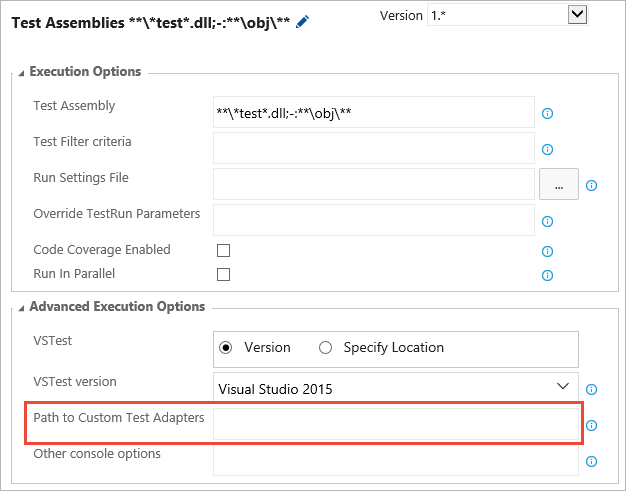 Test Assemblies **\*test*.dll;-:**\obj\**
Version 1.*
Execution Options
Test Assembly **\*test*.dll;-:**\obj\**
Test Filter criteria
Run Settings File ...
Override TestRun Parameters
Code Coverage Enabled
Run In Parallel
Advanced Execution Options
VSTest Version Specify Location
VSTest version Visual Studio 2015
Path to Custom Test Adapters
Other console options